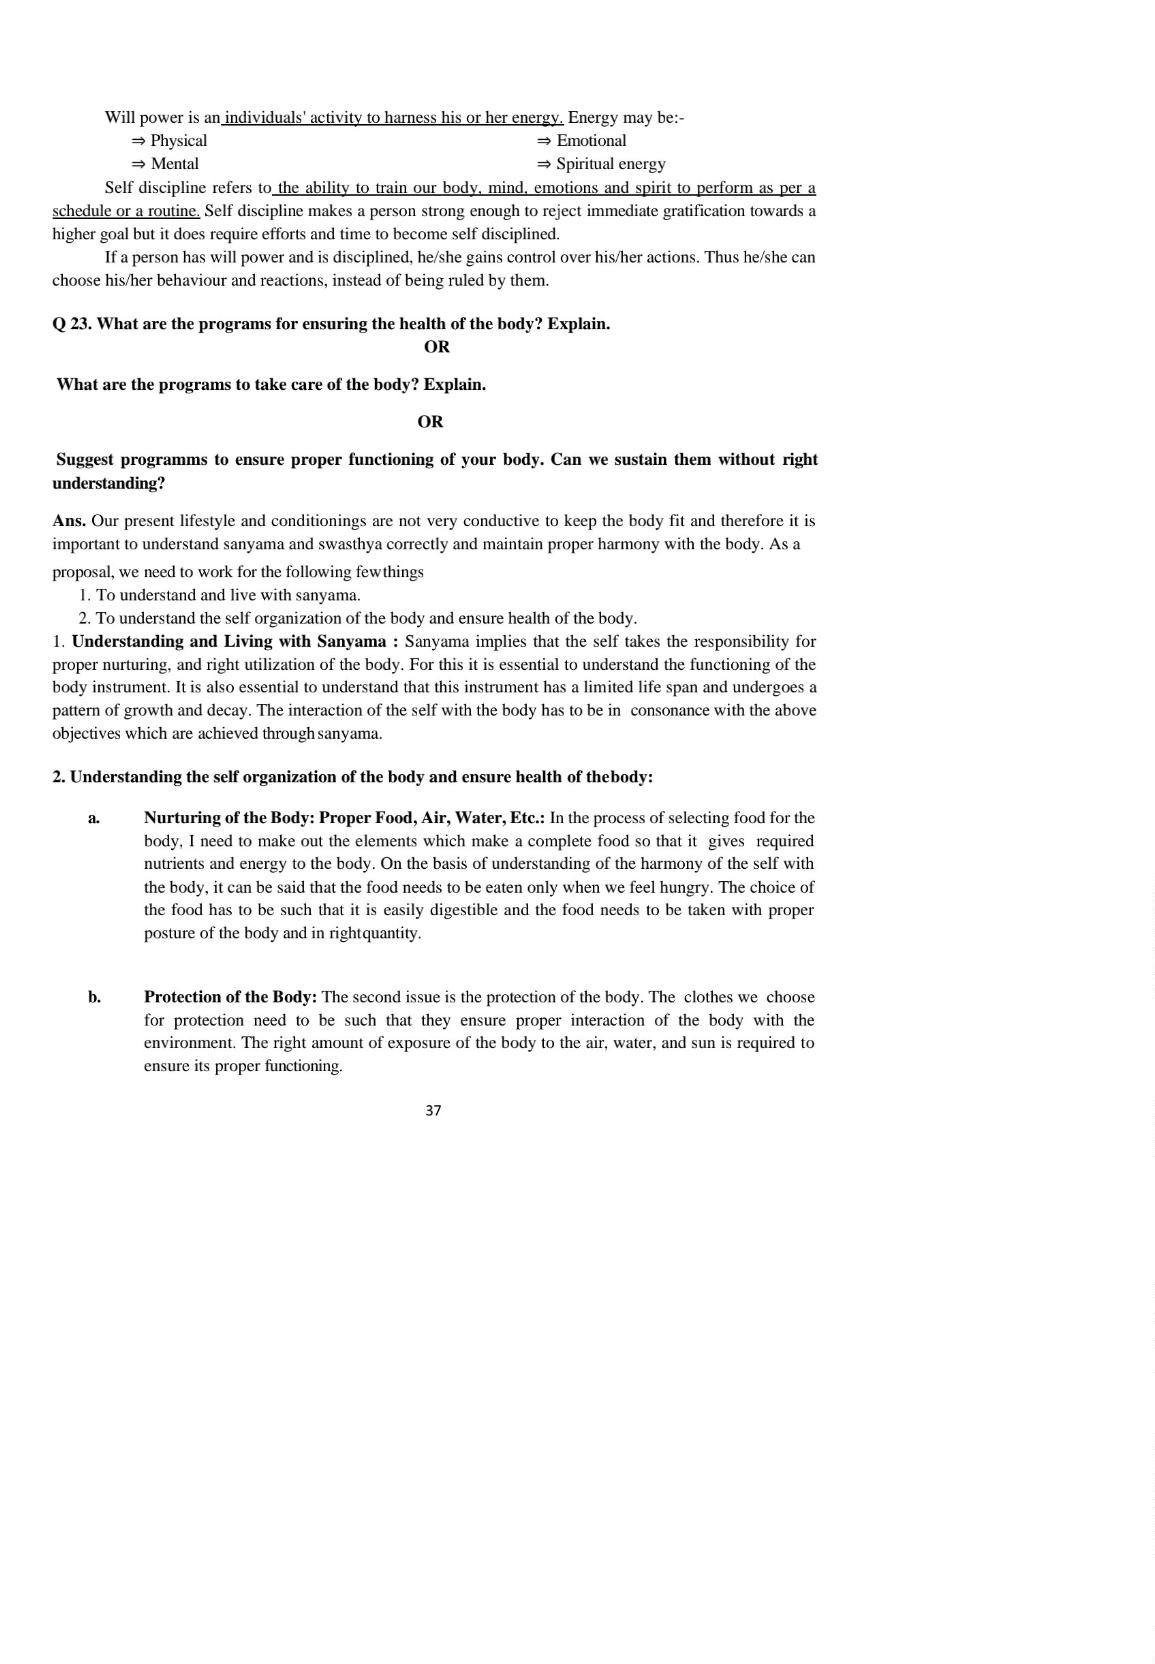 Will power is an individuals' activity to harness his or her energy. Energy may be:-
⇒ Physical ⇒ Emotional
⇒ Mental ⇒ Spiritual energy
Self discipline refers to the ability to train our body, mind, emotions and spirit to perform as per a
schedule or a routine. Self discipline makes a person strong enough to reject immediate gratification towards a
higher goal but it does require efforts and time to become self disciplined.
If a person has will power and is disciplined, he/she gains control over his/her actions. Thus he/she can
choose his/her behaviour and reactions, instead of being ruled by them.
Q 23. What are the programs for ensuring the health of the body? Explain.
OR
What are the programs to take care of the body? Explain.
OR
Suggest programms to ensure proper functioning of your body. Can we sustain them without right
understanding?
Ans. Our present lifestyle and conditionings are not very conductive to keep the body fit and therefore it is
important to understand sanyama and swasthya correctly and maintain proper harmony with the body. As a
proposal, we need to work for the following fewthings
1. To understand and live with sanyama.
2. To understand the self organization of the body and ensure health of the body.
1. Understanding and Living with Sanyama : Sanyama implies that the self takes the responsibility for
proper nurturing, and right utilization of the body. For this it is essential to understand the functioning of the
body instrument. It is also essential to understand that this instrument has a limited life span and undergoes a
pattern of growth and decay. The interaction of the self with the body has to be in consonance with the above
objectives which are achieved through sanyama.
2. Understanding the self organization of the body and ensure health of thebody:
a. Nurturing of the Body: Proper Food, Air, Water, Etc.: In the process of selecting food for the
body, I need to make out the elements which make a complete food so that it gives required
nutrients and energy to the body. On the basis of understanding of the harmony of the self with
the body, it can be said that the food needs to be eaten only when we feel hungry. The choice of
the food has to be such that it is easily digestible and the food needs to be taken with proper
posture of the body and in rightquantity.
b. Protection of the Body: The second issue is the protection of the body. The clothes we choose
for protection need to be such that they ensure proper interaction of the body with the
environment. The right amount of exposure of the body to the air, water, and sun is required to
ensure its proper functioning.
37